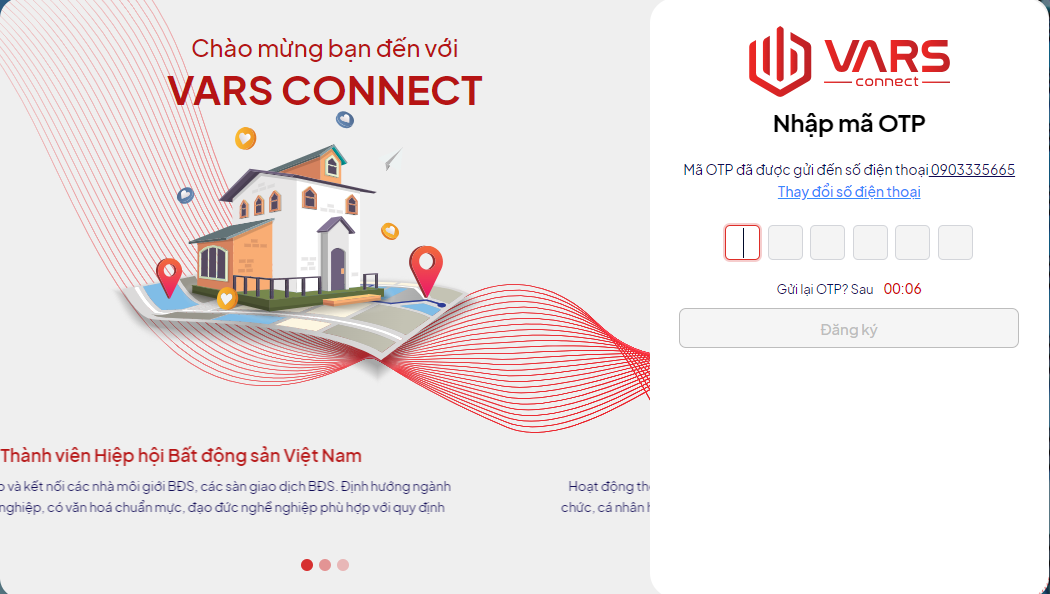 Chào mừng bạn đến với
VARS CONNECT
Thành viên Hiệp hội Bất động sản Việt Nam
và kết nối các nhà môi giới BĐS, các sàn giao dịch BĐS. Định hướng ngành
nghiệp, có văn hoá chuẩn mực, đạo đức nghề nghiệp phù hợp với quy định
Hoạt động
chức, cá nhân
VARS
connect
Nhập mã OTP
Mã OTP đã được gửi đến số điện thoại 0903335665
Thay đổi số điện thoại
Gửi lại OTP? Sau 00:06
Đăng ký